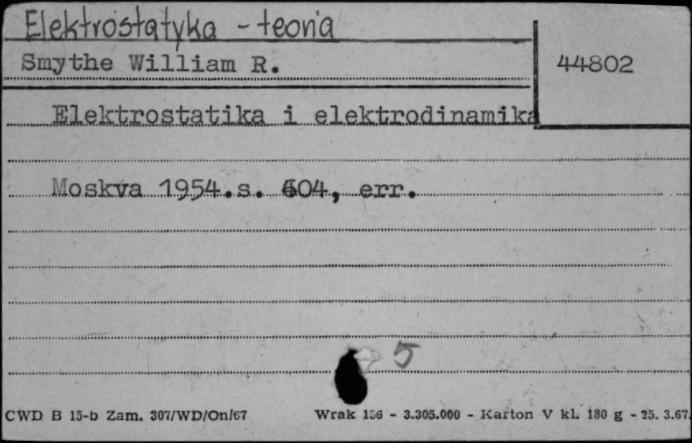 Elektrostatyka - teoria
Smythe William R.
44802
Elektrostatika i elektrodinamika
Moskva 1954.s. 604, err.
5
CWD B 15-b Zam. 307/WD/On/67
Wrak 156 - 3.305.000 - Karton V kl. 180 g - 25. 3.67.